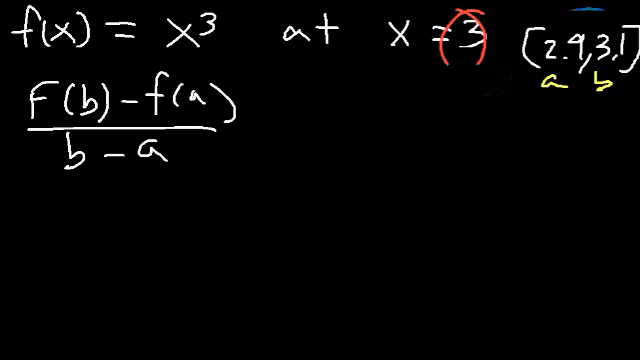 f(x) = x³ at x = 3 [2.9,3.1]
a b
F(b) - f(a)
b - a